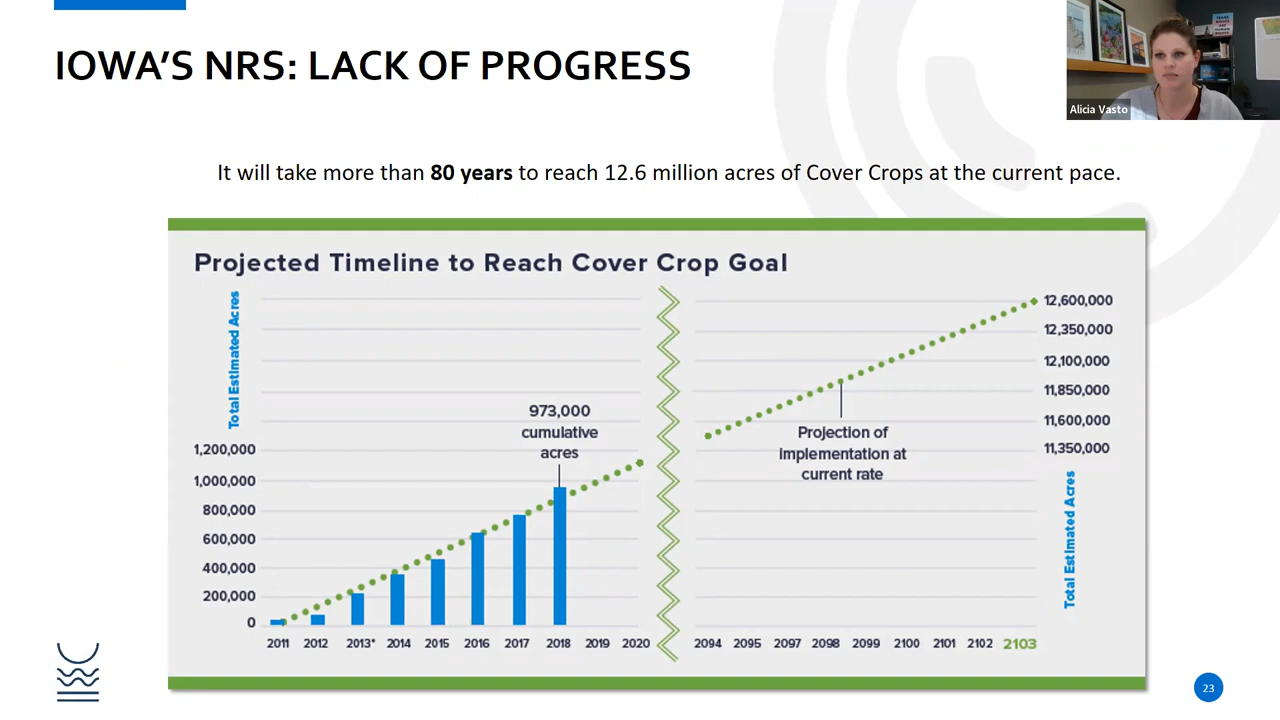 IOWA'S NRS: LACK OF PROGRESS
TRANS RIGHTS ARE HUMAN RIGHTS
Alicia Vasto
It will take more than 80 years to reach 12.6 million acres of Cover Crops at the current pace.
Projected Timeline to Reach Cover Crop Goal
Total Estimated Acres
1,200,000
1,000,000
800,000
600,000
400,000
200,000
0
973,000
cumulative
acres
2011 2012 2013* 2014 2015 2016 2017 2018 2019 2020
Projection of
implementation at
current rate
12,600,000
12,350,000
12,100,000
11,850,000
11,600,000
11,350,000
Total Estimated Acres
2094 2095 2097 2098 2099 2100 2101 2102 2103
23